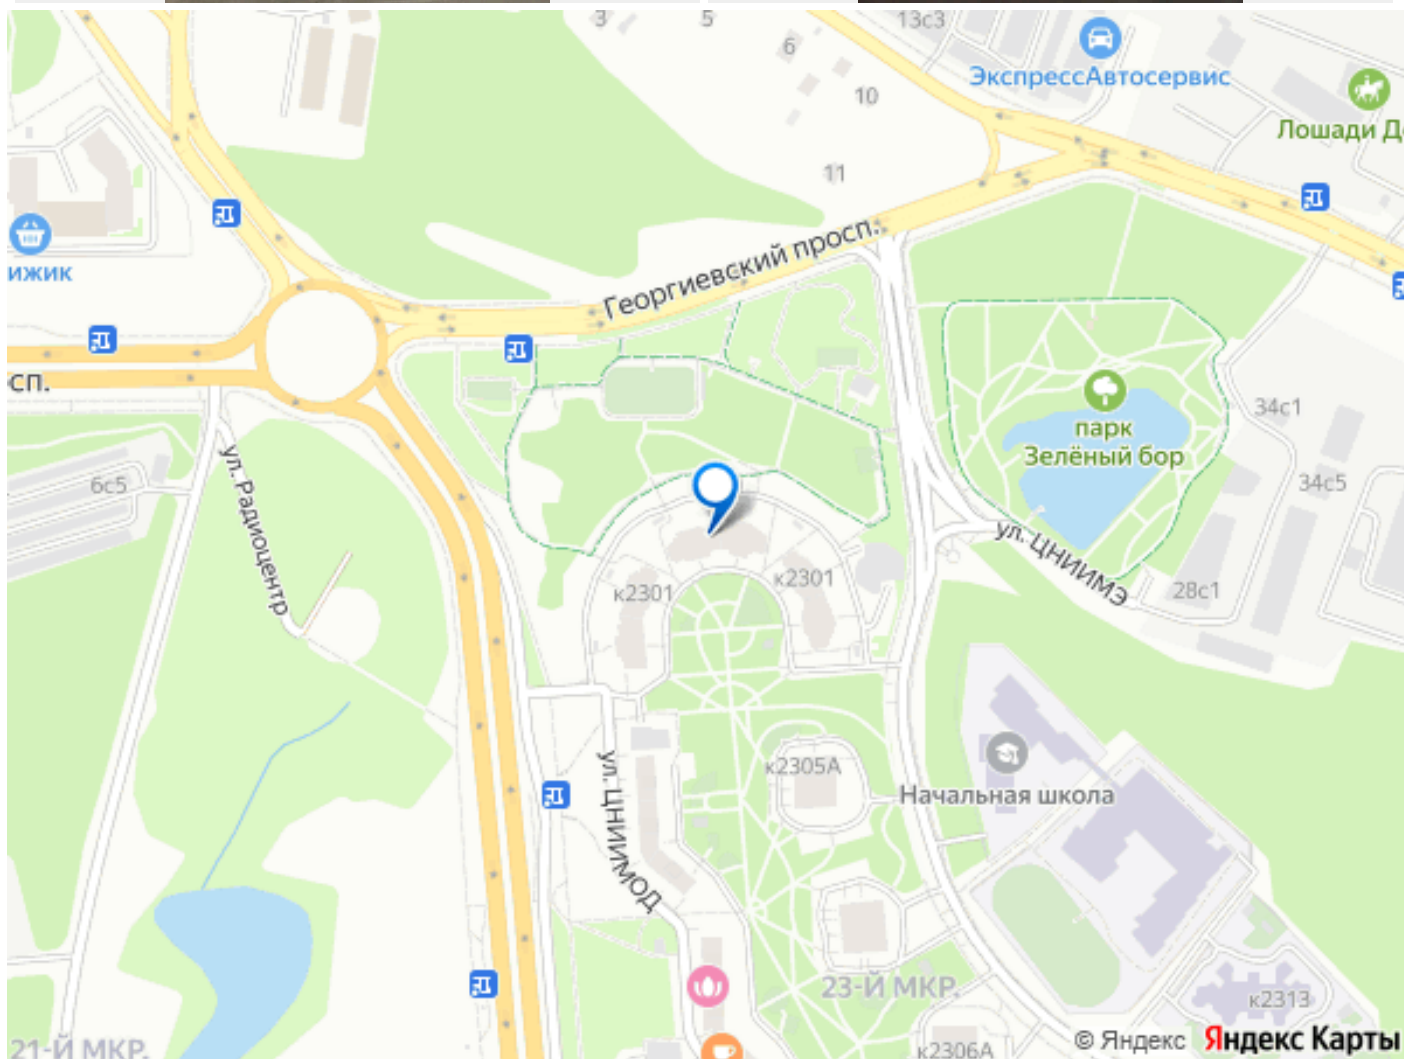 3
5
13с3
6
ЭкспрессАвтосервис
10
Лошади Д
11
Георгиевский просп.
ижик
сп.
парк
Зелёный бор
34с1
34с5
6с5
ул. Радиоцентр
ул. ЦНИИМЭ
28с1
к2301
к2301
ул. ЦНИИМОД
к2305А
Начальная школа
23-Й МКР.
к2313
21-Й МКР.
к2306А
© Яндекс Яндекс Карты